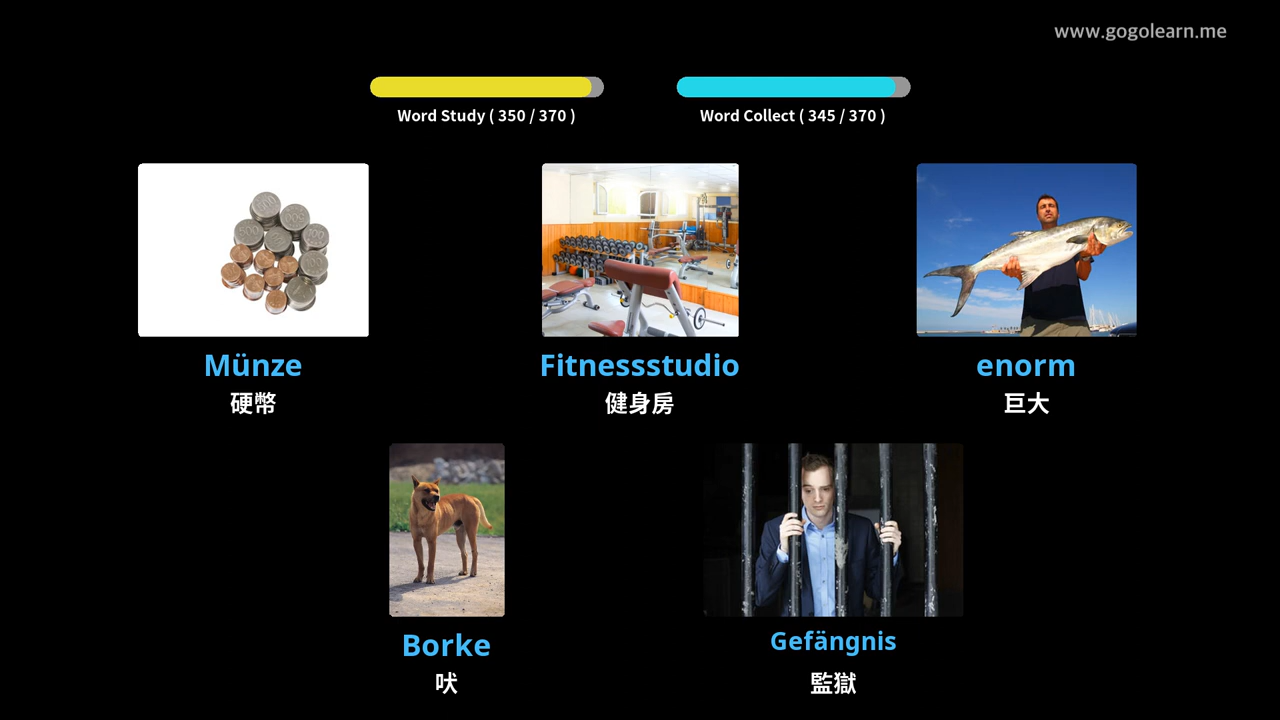 www.gogolearn.me
Word Study ( 350 / 370 )
Word Collect ( 345 / 370 )
Münze
硬幣
Fitnessstudio
健身房
enorm
巨大
Borke
吠
Gefängnis
監獄